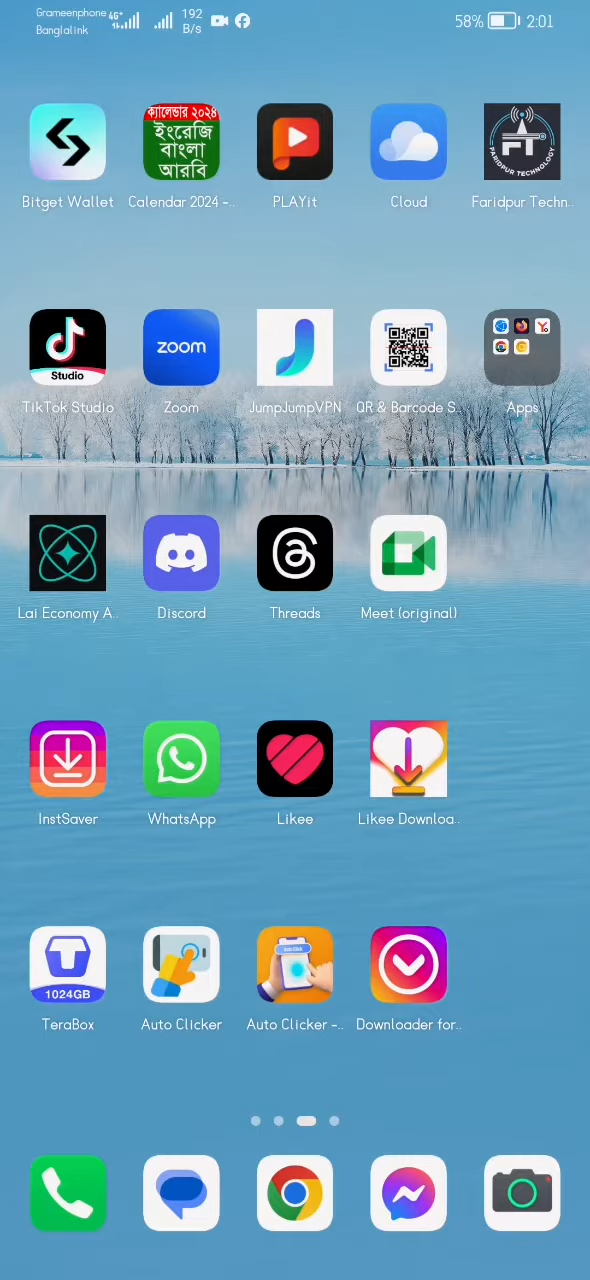 Grameenphone 4G+ 192 58% 2:01
Banglalink B/s
ক্যালেন্ডার ২০২৪
ইংরেজি
বাংলা
আরবি
FT
FARIDPUR TECHNOLOGY
Bitget Wallet Calendar 2024 -.. PLAYit Cloud Faridpur Techn..
zoom
Studio
TikTok Studio Zoom JumpJumpVPN QR & Barcode S.. Apps
Lai Economy A.. Discord Threads Meet (original)
InstSaver WhatsApp Likee Likee Downloa..
1024GB
TeraBox Auto Clicker Auto Clicker -.. Downloader for..